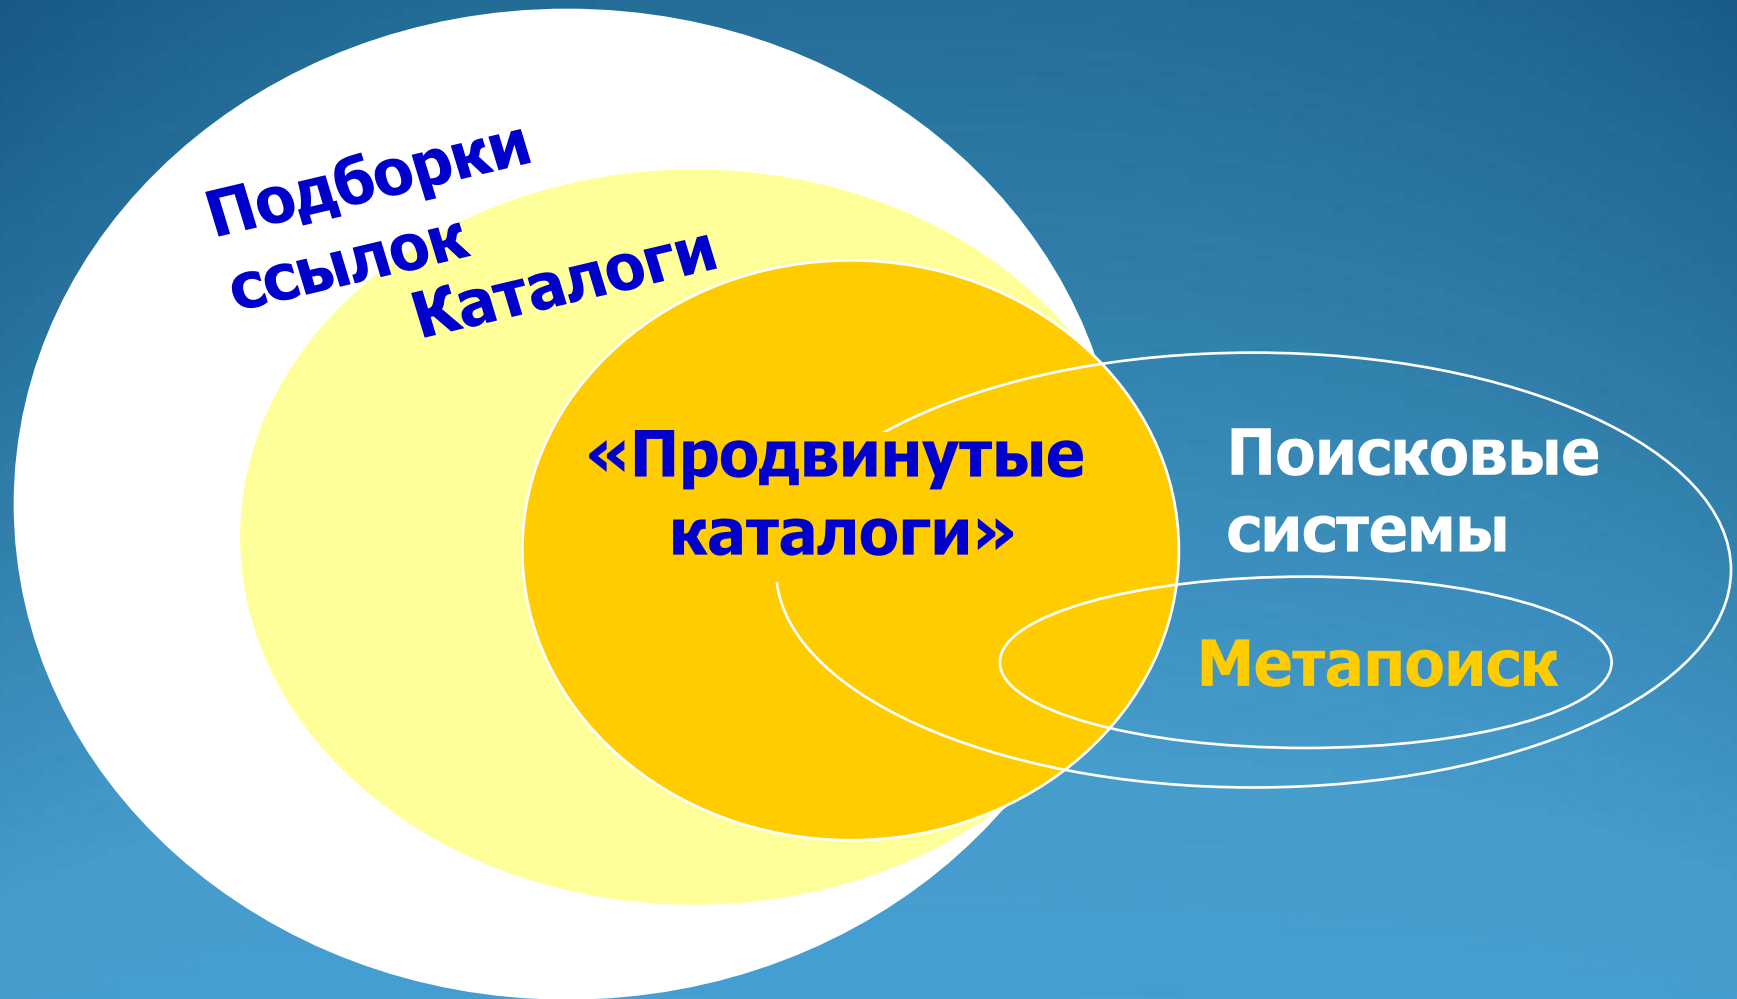 Подборки
ссылок
Каталоги
«Продвинутые
каталоги»
Поисковые
системы
Метапоиск